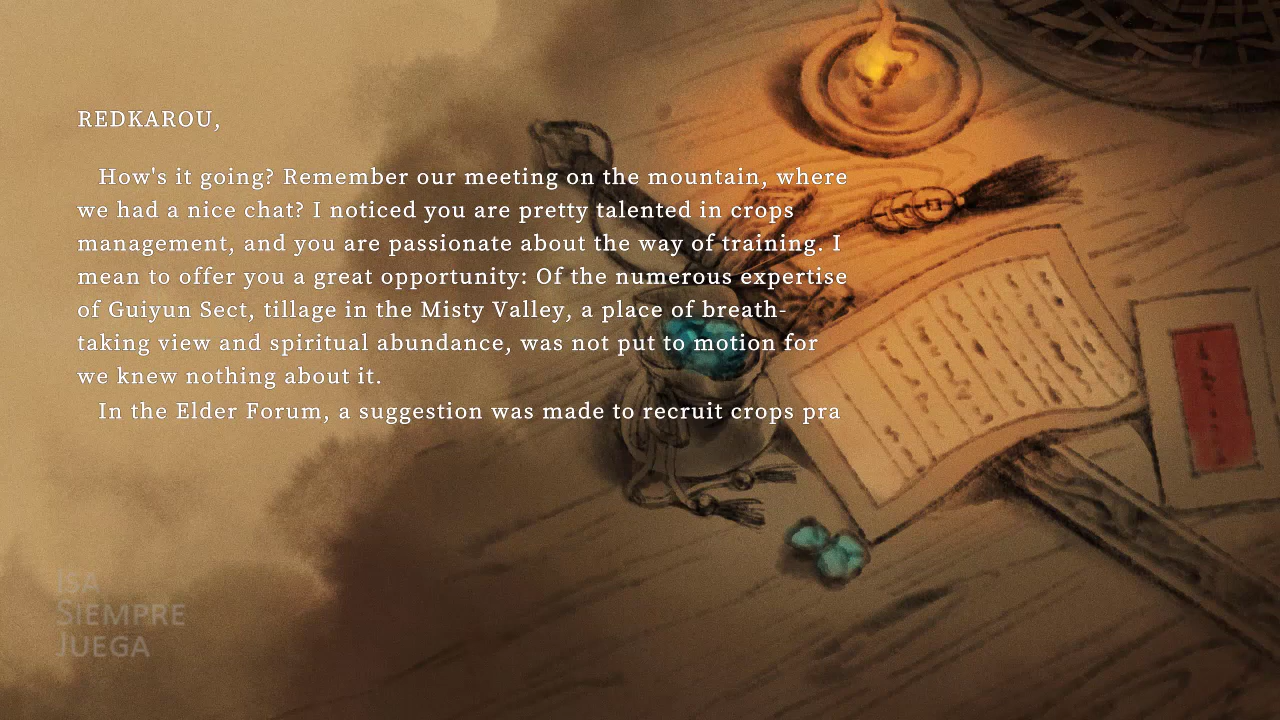 REDKAROU,
How's it going? Remember our meeting on the mountain, where
we had a nice chat? I noticed you are pretty talented in crops
management, and you are passionate about the way of training. I
mean to offer you a great opportunity: Of the numerous expertise
of Guiyun Sect, tillage in the Misty Valley, a place of breath-
taking view and spiritual abundance, was not put to motion for
we knew nothing about it.
In the Elder Forum, a suggestion was made to recruit crops pra
ISA
SIEMPRE
JUEGA